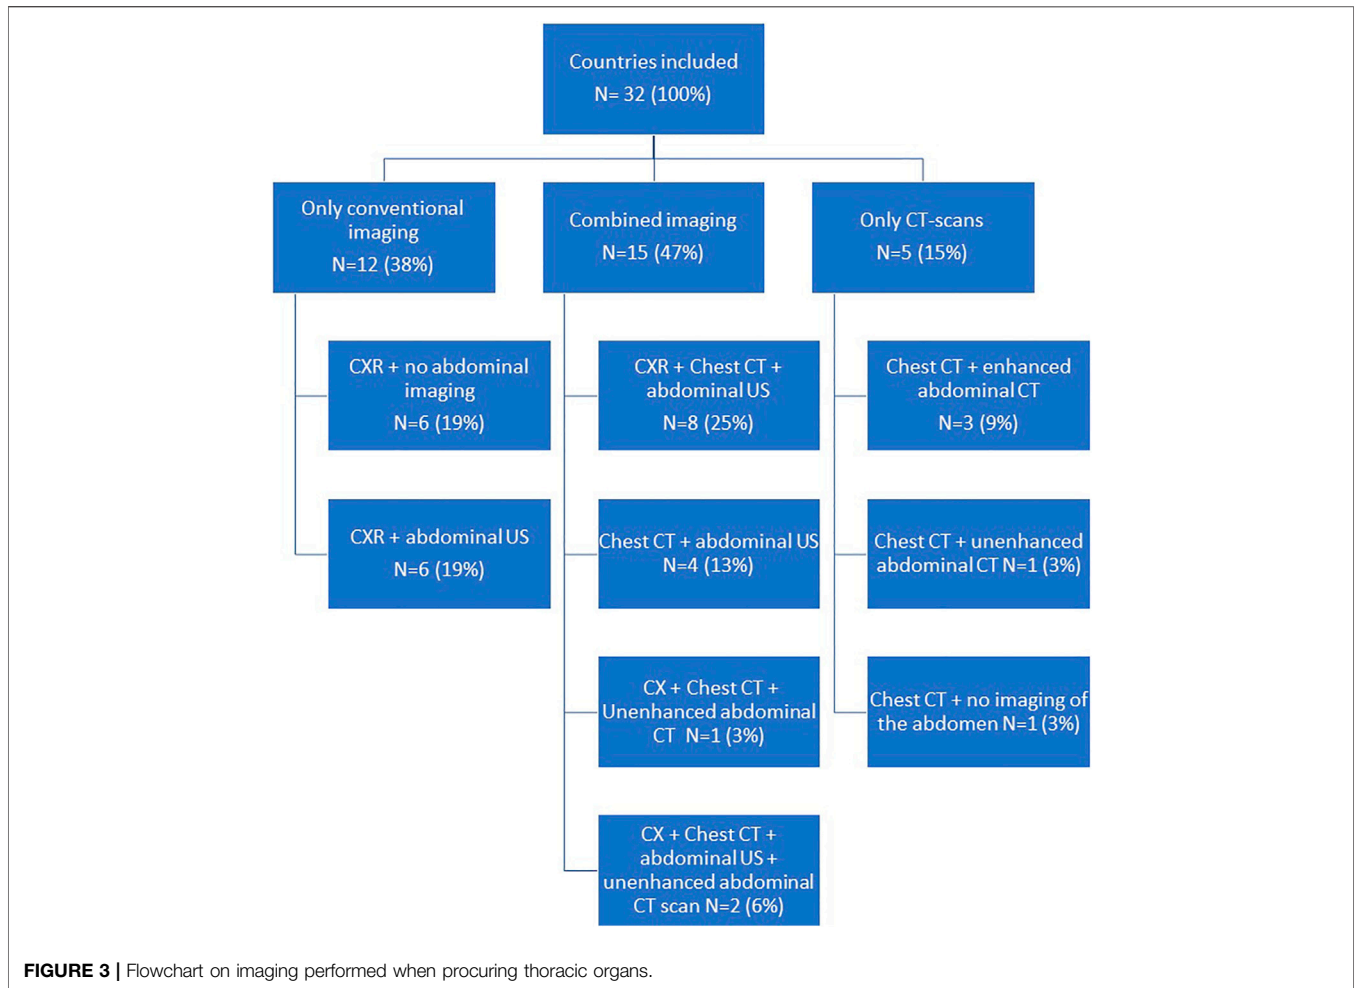 Countries included
N= 32 (100%)
Only conventional
imaging
N=12 (38%)
Combined imaging
N=15 (47%)
Only CT-scans
N=5 (15%)
CXR + no abdominal
imaging
N=6 (19%)
CXR + Chest CT +
abdominal US
N=8 (25%)
Chest CT + enhanced
abdominal CT
N=3 (9%)
CXR + abdominal US
N=6 (19%)
Chest CT + abdominal US
N=4 (13%)
Chest CT + unenhanced
abdominal CT N=1 (3%)
CX + Chest CT +
Unenhanced abdominal
CT  N=1 (3%)
Chest CT + no imaging of
the abdomen N=1 (3%)
CX + Chest CT +
abdominal US +
unenhanced abdominal
CT scan N=2 (6%)
FIGURE 3 | Flowchart on imaging performed when procuring thoracic organs.